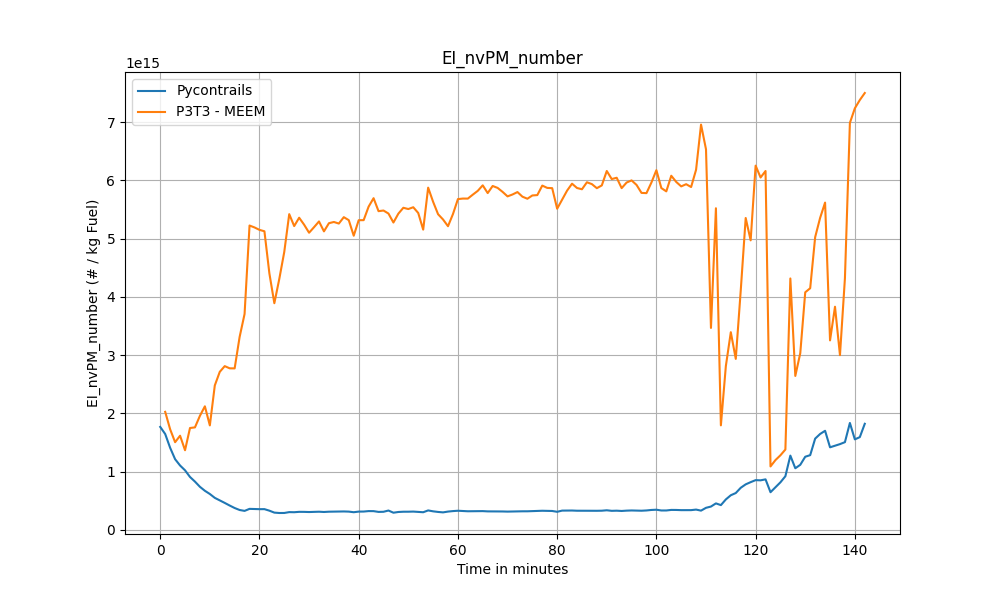 EI_nvPM_number
1e15
Pycontrails
P3T3 - MEEM
7
6
5
4
3
2
1
0
EI_nvPM_number (# / kg Fuel)
0 20 40 60 80 100 120 140
Time in minutes